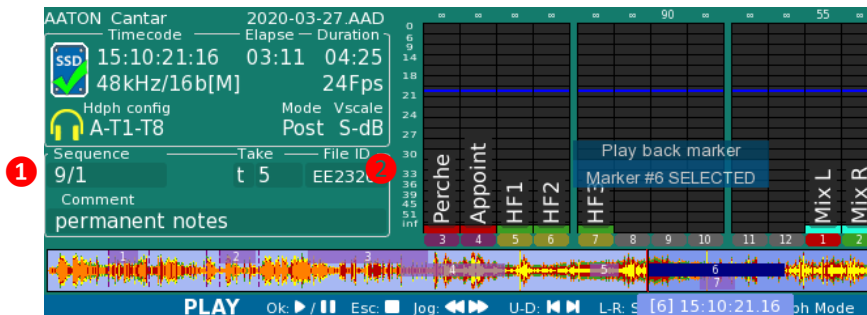 AATON Cantar 2020-03-27.AAD
Timecode Elapse Duration
SSD 15:10:21:16 03:11 04:25
48kHz/16b[M] 24Fps
Hdph config Mode Vscale
A-T1-T8 Post S-dB
1 Sequence Take File ID 2
9/1 t 5 EE2320
Comment
permanent notes
∞ ∞ ∞ ∞ 90 ∞ ∞ ∞ 55 ∞
0
6
9
14
18
21
24
27
30
33
36
39
45
51
inf
Play back marker
Marker #6 SELECTED
Perche
Appoint
HF1
HF2
HF3
Mix L
Mix R
3 4 5 6 7 8 9 10 11 12 1 2
1 2 3 4 5 6
7
PLAY Ok: / Esc: Jog: U-D: L-R: S [6] 15:10:21.16 ph Mode